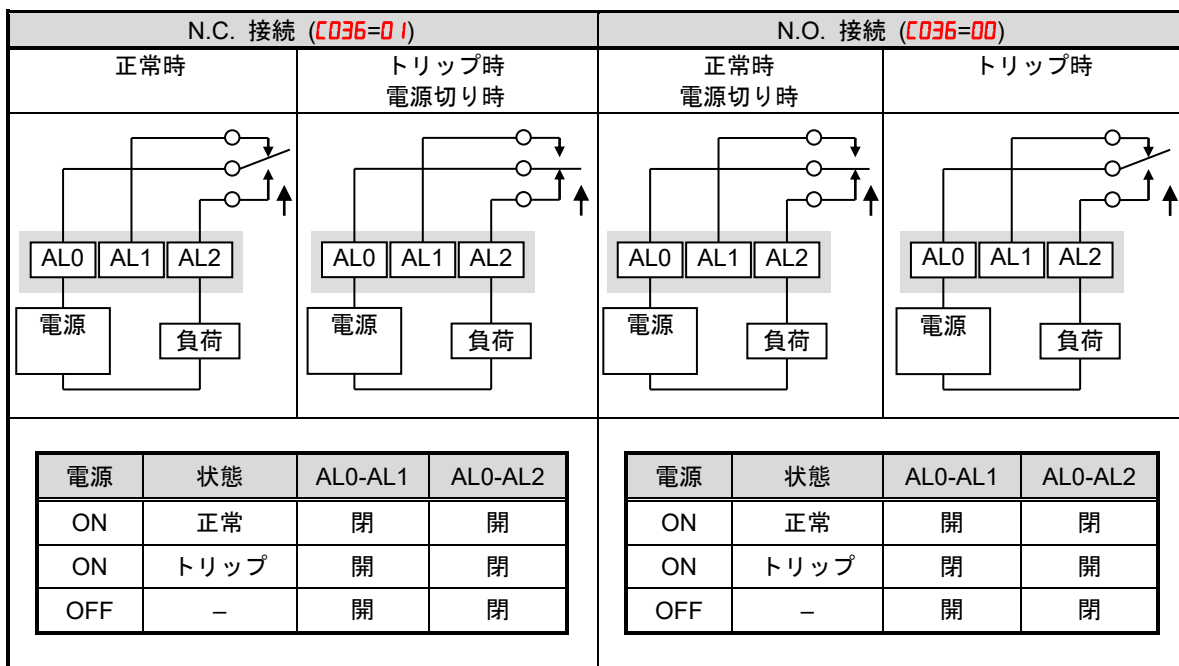 N.C. 接続 (C036=01)
N.O. 接続 (C036=00)
正常時
トリップ時
電源切り時
正常時
電源切り時
トリップ時
AL0 AL1 AL2
電源
負荷
AL0 AL1 AL2
電源
負荷
AL0 AL1 AL2
電源
負荷
AL0 AL1 AL2
電源
負荷
電源 状態 AL0-AL1 AL0-AL2
ON 正常 閉 開
ON トリップ 開 閉
OFF – 開 閉
電源 状態 AL0-AL1 AL0-AL2
ON 正常 開 閉
ON トリップ 閉 開
OFF – 開 閉